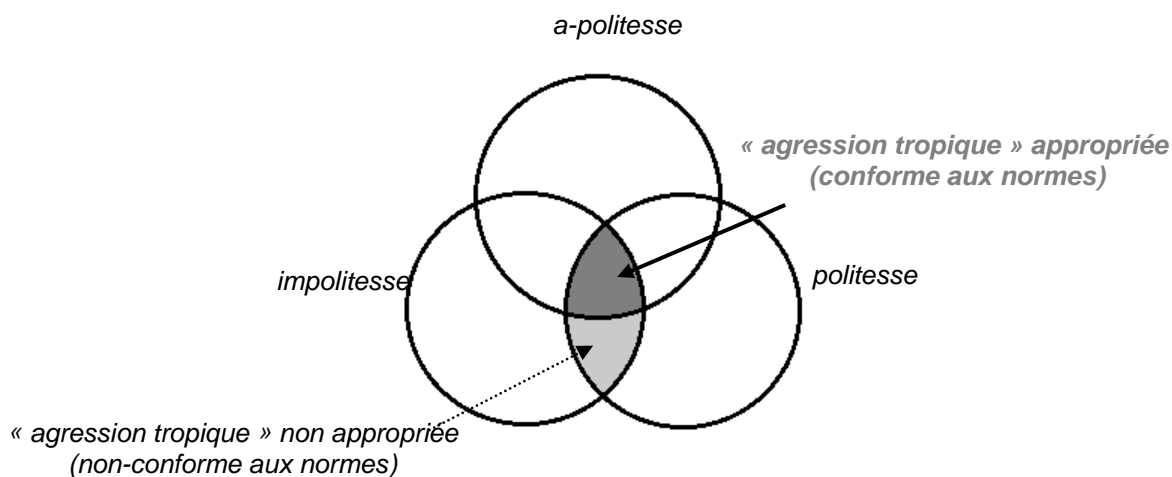 a-politesse
« agression tropique » appropriée
(conforme aux normes)
impolitesse
politesse
« agression tropique » non appropriée
(non-conforme aux normes)